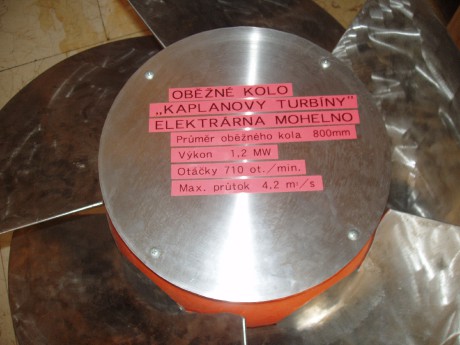 OBĚŽNÉ KOLO
„KAPLANOVY TURBÍNY”
ELEKTRÁRNA MOHELNO
Průměr oběžného kola 800mm
Výkon 1,2 MW
Otáčky 710 ot./min.
Max. průtok 4,2 m³/s